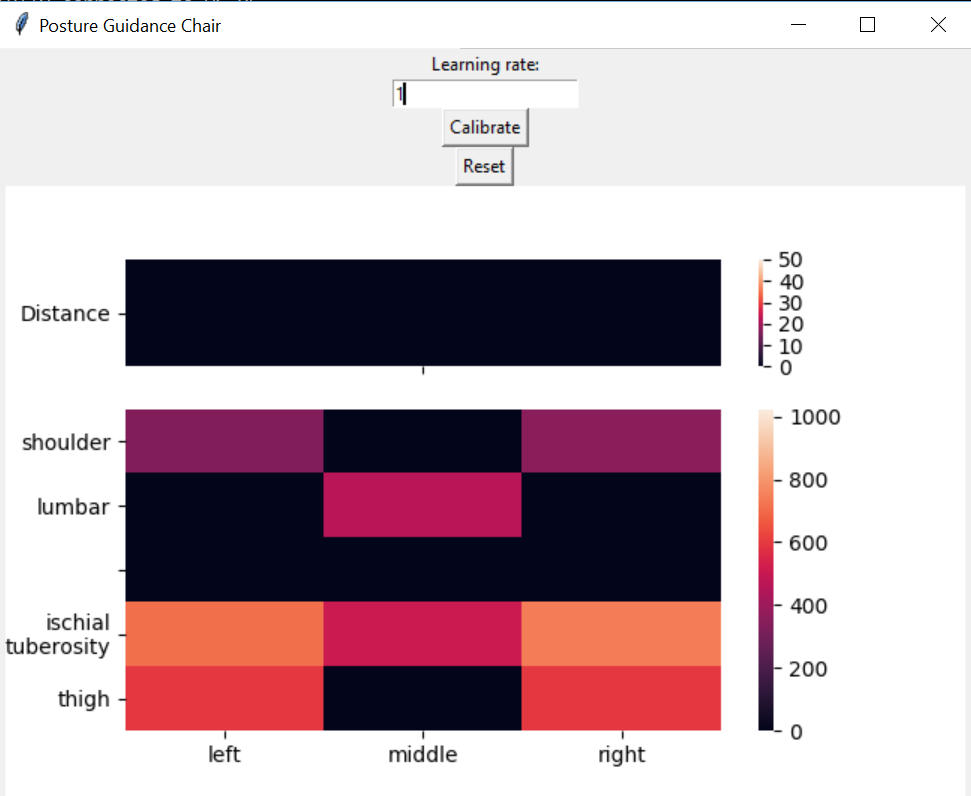 Posture Guidance Chair
Learning rate:
1
Calibrate
Reset
Distance
50
40
30
20
10
0
shoulder
lumbar
ischial
tuberosity
thigh
left middle right
1000
800
600
400
200
0